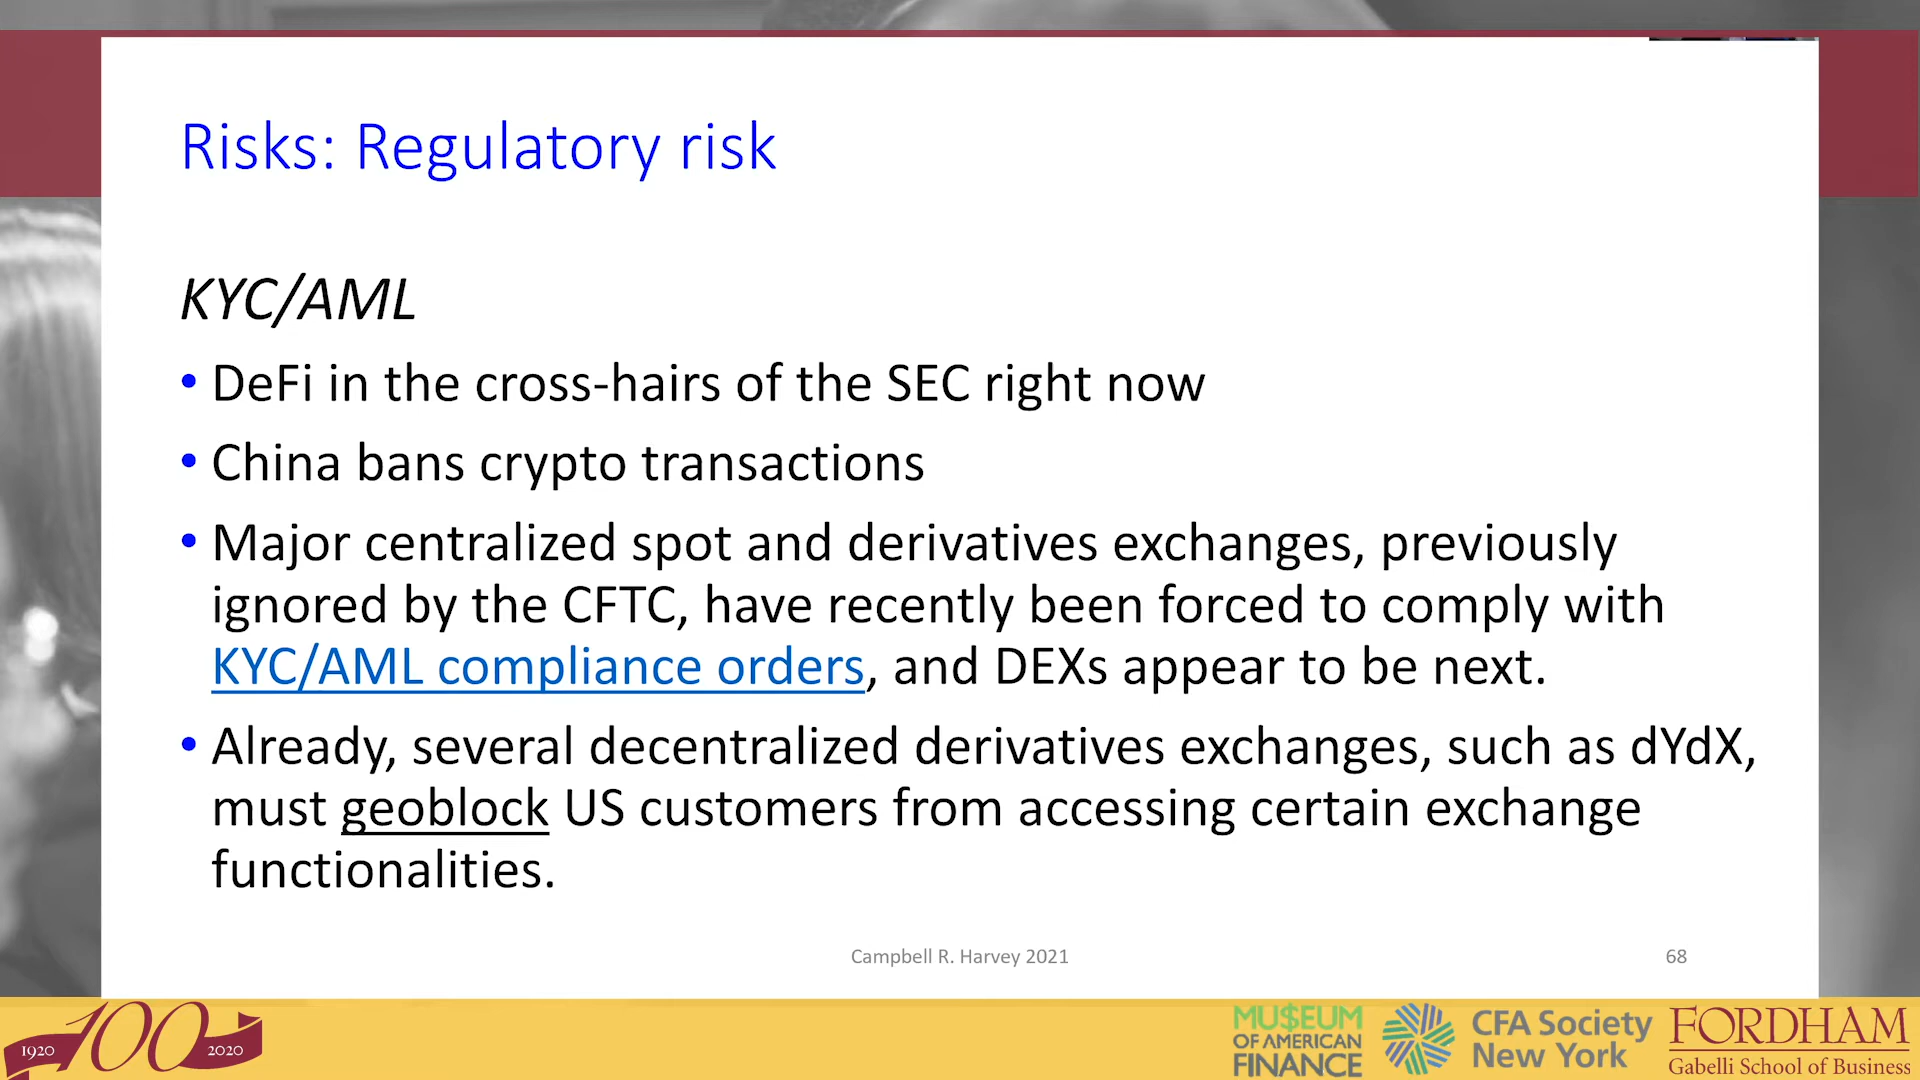 Risks: Regulatory risk
KYC/AML
• DeFi in the cross-hairs of the SEC right now
• China bans crypto transactions
• Major centralized spot and derivatives exchanges, previously
ignored by the CFTC, have recently been forced to comply with
KYC/AML compliance orders, and DEXs appear to be next.
• Already, several decentralized derivatives exchanges, such as dYdX,
must geoblock US customers from accessing certain exchange
functionalities.
Campbell R. Harvey 2021
68
100
1920
2020
MU$EUM
OF AMERICAN
FINANCE
CFA Society
New York
FORDHAM
Gabelli School of Business